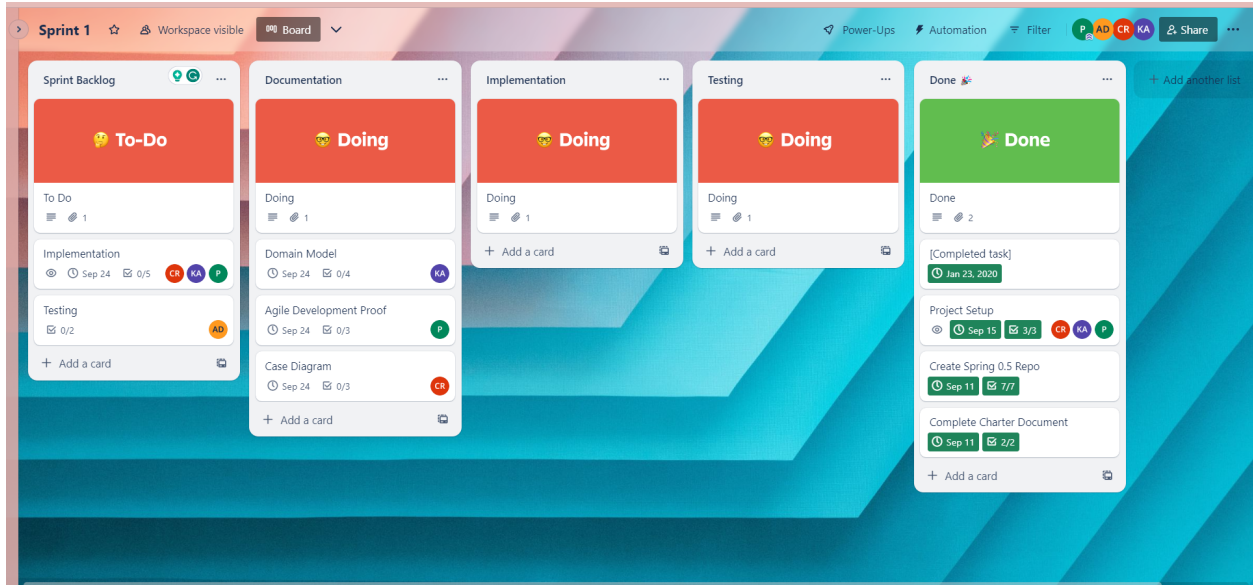 Sprint 1
Workspace visible
Board
Power-Ups
Automation
Filter
P
AD
CR
KA
Share
Sprint Backlog
🤔 To-Do
To Do
1
Implementation
Sep 24
0/5
CR
KA
P
Testing
0/2
AD
+ Add a card
Documentation
🤓 Doing
Doing
1
Domain Model
Sep 24
0/4
KA
Agile Development Proof
Sep 24
0/3
P
Case Diagram
Sep 24
0/3
CR
+ Add a card
Implementation
🤓 Doing
Doing
1
+ Add a card
Testing
🤓 Doing
Doing
1
+ Add a card
Done 🎉
🎉 Done
Done
2
[Completed task]
Jan 23, 2020
Project Setup
Sep 15
3/3
CR
KA
P
Create Spring 0.5 Repo
Sep 11
7/7
Complete Charter Document
Sep 11
2/2
+ Add a card
+ Add another list